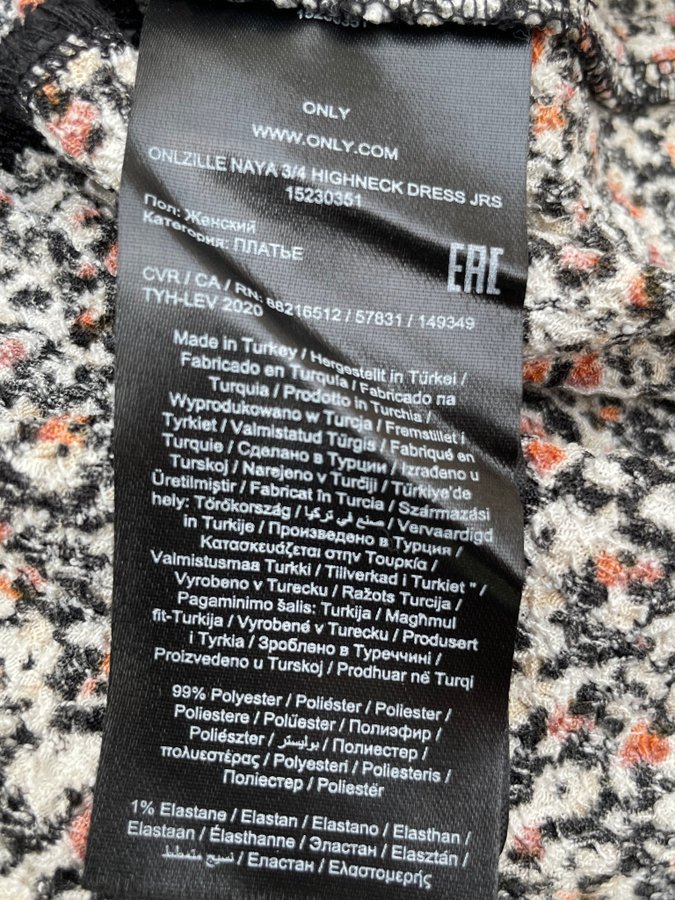 15230351
ONLY
WWW.ONLY.COM
ONLZILLE NAYA 3/4 HIGHNECK DRESS JRS
15230351
Пол: Женский
Категория: ПЛАТЬЕ
EAC
CVR / CA / RN: 88216512 / 57831 / 149349
TYH-LEV 2020
Made in Turkey / Hergestellt in Türkei /
Fabricado en Turquía / Fabricado na
Turquia / Prodotto in Turchia /
Wyprodukowano w Turcja / Fremstillet i
Tyrkiet / Valmistatud Türgis / Fabriqué en
Turquie / Сделано в Турции / Izrađeno u
Turskoj / Narejeno v Turčiji / Türkiye'de
Üretilmiştir / Fabricat în Turcia / Származási
hely: Törökország / صنع في تركيا / Vervaardigd
in Turkije / Произведено в Турция /
Κατασκευάζεται στην Τουρκία /
Valmistusmaa Turkki / Tillverkad i Turkiet " /
Vyrobeno v Turecku / Ražots Turcija /
Pagaminimo šalis: Turkija / Magħmul
fit-Turkija / Vyrobené v Turecku / Produsert
i Tyrkia / Зроблено в Туреччині /
Proizvedeno u Turskoj / Prodhuar në Turqi
99% Polyester / Poliéster / Poliester /
Poliestere / Polüester / Полиэфир /
Poliészter / بوليستر / Полиестер /
πολυεστέρας / Polyesteri / Poliesteris /
Поліестер / Poliestër
1% Elastane / Elastan / Elastano / Elasthan /
Elastaan / Élasthanne / Эластан / Elasztán /
نسيج متمطط / Еластан / Ελαστομερής